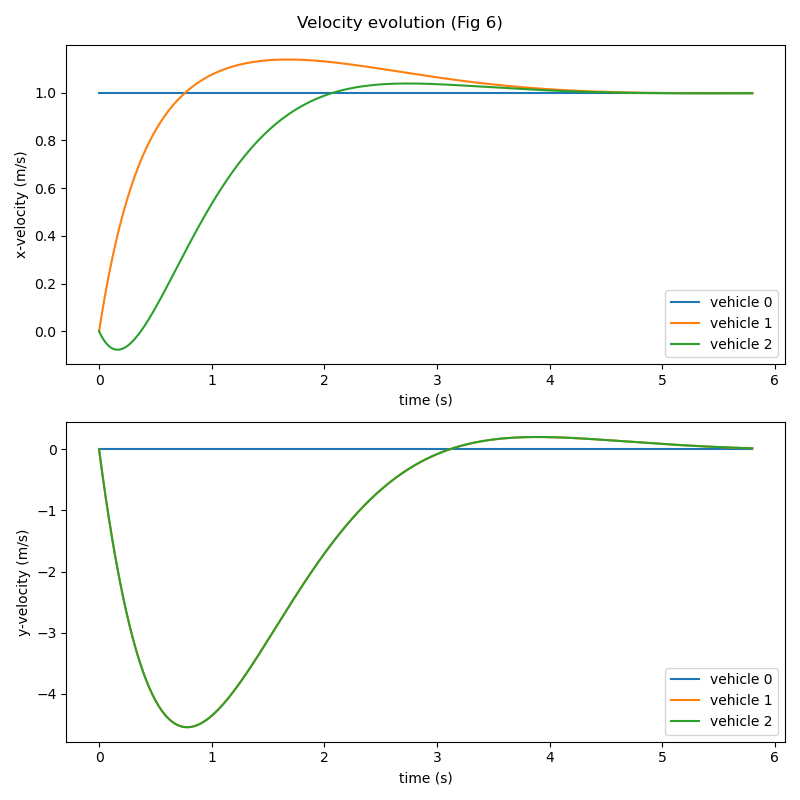 Velocity evolution (Fig 6)
x-velocity (m/s)
1.0
0.8
0.6
0.4
0.2
0.0
vehicle 0
vehicle 1
vehicle 2
0 1 2 3 4 5 6
time (s)
y-velocity (m/s)
0
−1
−2
−3
−4
vehicle 0
vehicle 1
vehicle 2
0 1 2 3 4 5 6
time (s)